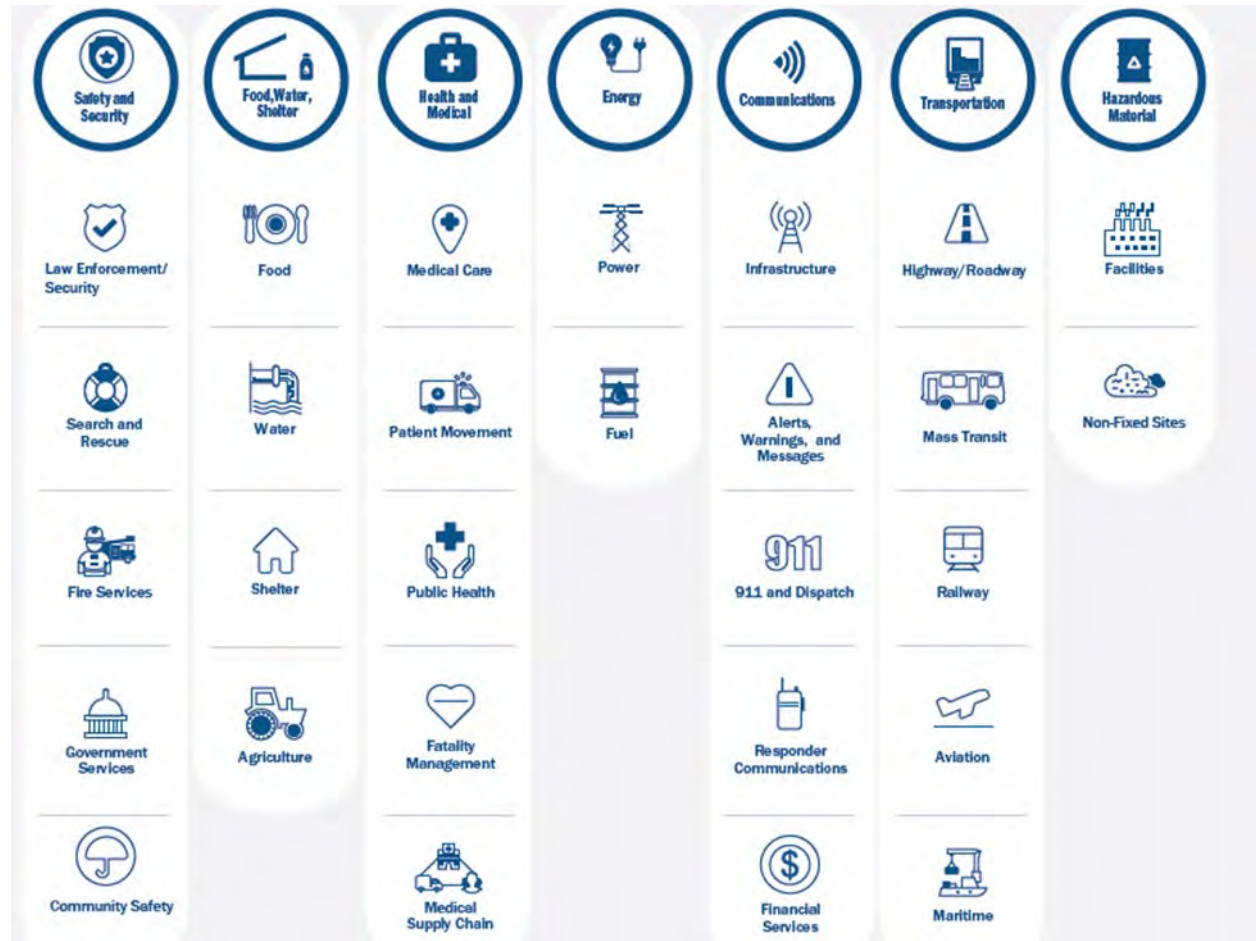 Safety and
Security
Law Enforcement/
Security
Search and
Rescue
Fire Services
Government
Services
Community Safety
Food,Water,
Shelter
Food
Water
Shelter
Agriculture
Health and
Medical
Medical Care
Patient Movement
Public Health
Fatality
Management
Medical
Supply Chain
Energy
Power
Fuel
Communications
Infrastructure
Alerts,
Warnings, and
Messages
911
911 and Dispatch
Responder
Communications
$
Financial
Services
Transportation
Highway/Roadway
Mass Transit
Railway
Aviation
Maritime
Hazardous
Material
Facilities
Non-Fixed Sites